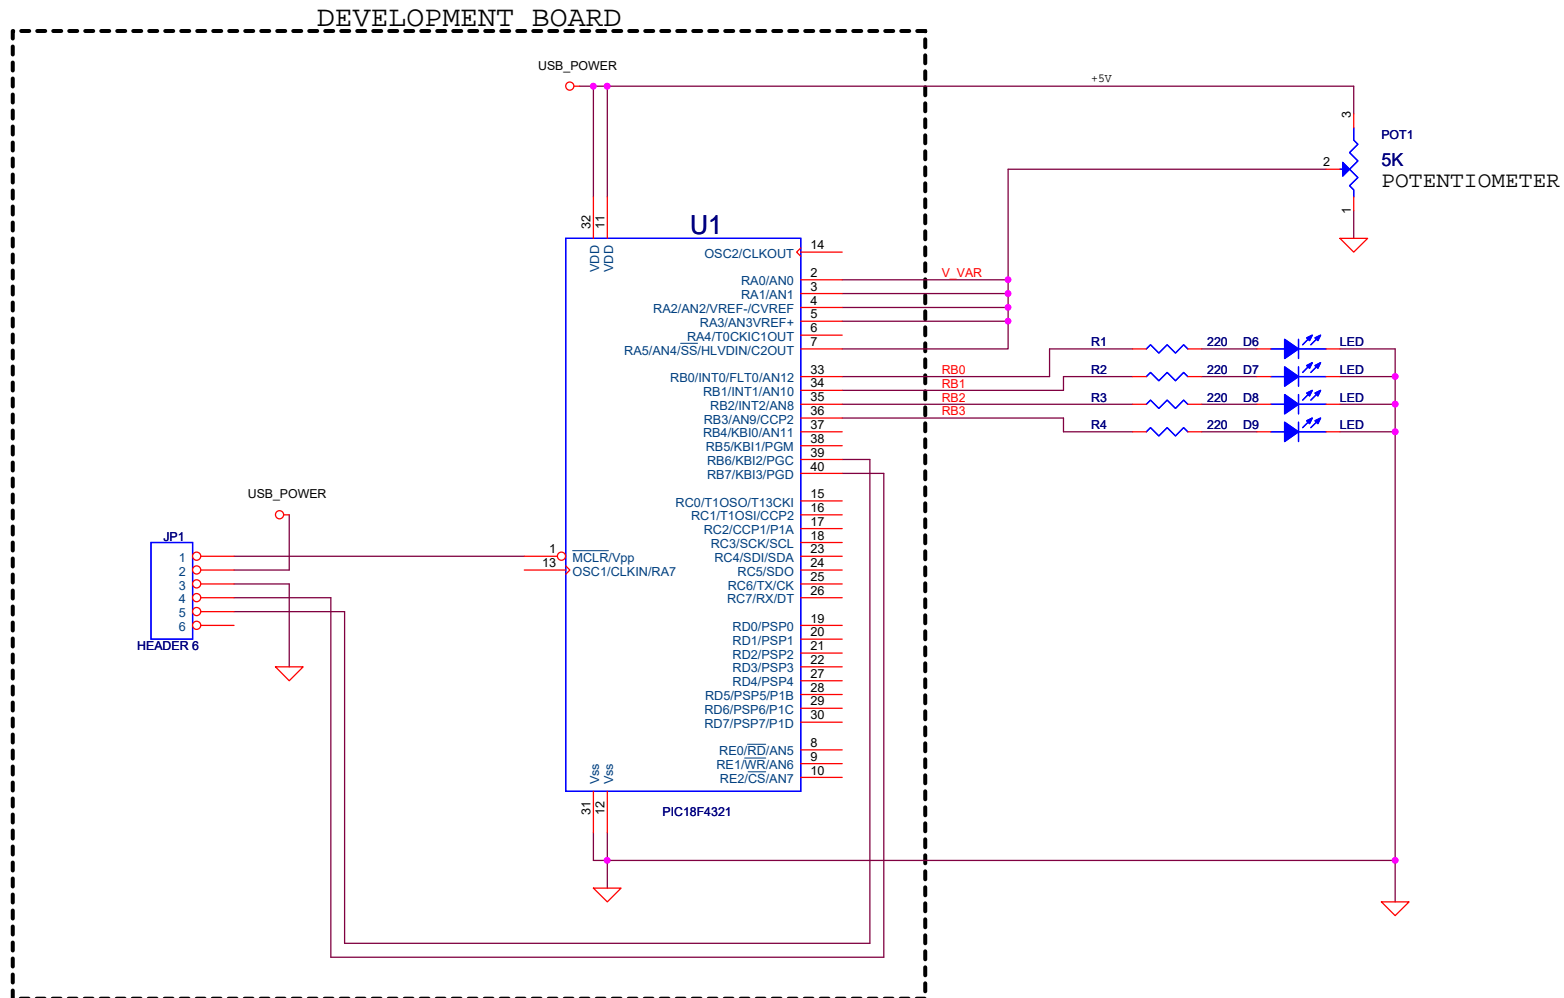 DEVELOPMENT BOARD
USB_POWER
+5V
3
POT1
2
5K
POTENTIOMETER
1
32
11
U1
VDD
VDD
OSC2/CLKOUT
14
RA0/AN0
2
V_VAR
RA1/AN1
3
RA2/AN2/VREF-/CVREF
4
RA3/AN3VREF+
5
RA4/T0CKIC1OUT
6
RA5/AN4/SS/HLVDIN/C2OUT
7
R1 220 D6 LED
RB0/INT0/FLT0/AN12
33
RB0
R2 220 D7 LED
RB1/INT1/AN10
34
RB1
RB2/INT2/AN8
35
RB2
R3 220 D8 LED
RB3/AN9/CCP2
36
RB3
R4 220 D9 LED
RB4/KBI0/AN11
37
RB5/KBI1/PGM
38
RB6/KBI2/PGC
39
RB7/KBI3/PGD
40
RC0/T1OSO/T13CKI
15
RC1/T1OSI/CCP2
16
RC2/CCP1/P1A
17
RC3/SCK/SCL
18
RC4/SDI/SDA
23
RC5/SDO
24
RC6/TX/CK
25
RC7/RX/DT
26
USB_POWER
JP1
1
2
3
4
5
6
HEADER 6
1
MCLR/Vpp
13
OSC1/CLKIN/RA7
RD0/PSP0
19
RD1/PSP1
20
RD2/PSP2
21
RD3/PSP3
22
RD4/PSP4
27
RD5/PSP5/P1B
28
RD6/PSP6/P1C
29
RD7/PSP7/P1D
30
RE0/RD/AN5
8
RE1/WR/AN6
9
RE2/CS/AN7
10
Vss
Vss
31
12
PIC18F4321